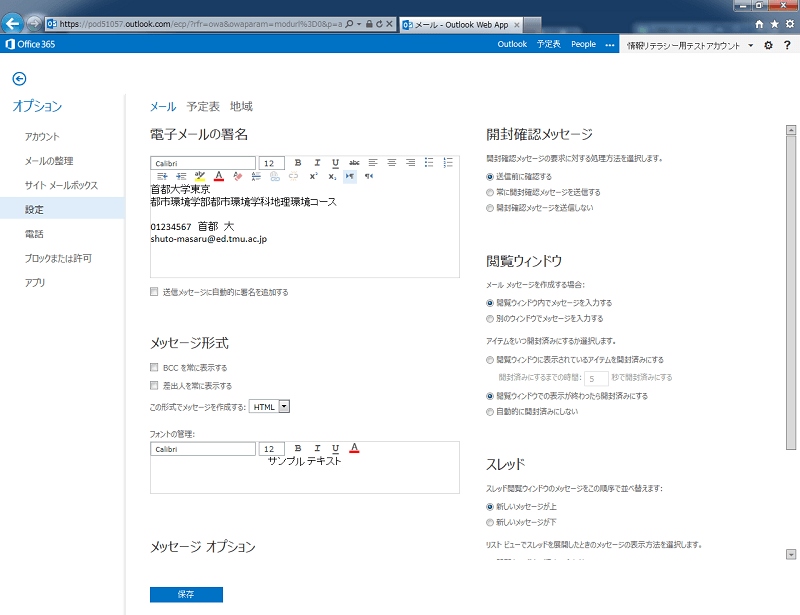 https://pod51057.outlook.com/ecp/?rfr=owa&owaparam=modurl%3D0&p=a
メール - Outlook Web App
Office 365
Outlook 予定表 People ••• 情報リテラシー用テストアカウント ?
オプション
アカウント
メールの整理
サイト メールボックス
設定
電話
ブロックまたは許可
アプリ
メール 予定表 地域
電子メールの署名
Calibri 12 B I U abc
首都大学東京
都市環境学部都市環境学科地理環境コース
01234567 首都 大
shuto-masaru@ed.tmu.ac.jp
送信メッセージに自動的に署名を追加する
メッセージ形式
BCC を常に表示する
差出人を常に表示する
この形式でメッセージを作成する: HTML
フォントの管理:
Calibri 12 B I U A
サンプル テキスト
メッセージ オプション
保存
開封確認メッセージ
開封確認メッセージの要求に対する処理方法を選択します。
送信前に確認する
常に開封確認メッセージを送信する
開封確認メッセージを送信しない
閲覧ウィンドウ
メール メッセージを作成する場合:
閲覧ウィンドウ内でメッセージを入力する
別のウィンドウでメッセージを入力する
アイテムをいつ開封済みにするか選択します。
閲覧ウィンドウに表示されているアイテムを開封済みにする
開封済みにするまでの時間: 5 秒で開封済みにする
閲覧ウィンドウでの表示が終わったら開封済みにする
自動的に開封済みにしない
スレッド
スレッド閲覧ウィンドウのメッセージをこの順序で並べ替えます:
新しいメッセージが上
新しいメッセージが下
リスト ビューでスレッドを展開したときのメッセージの表示方法を選択します。